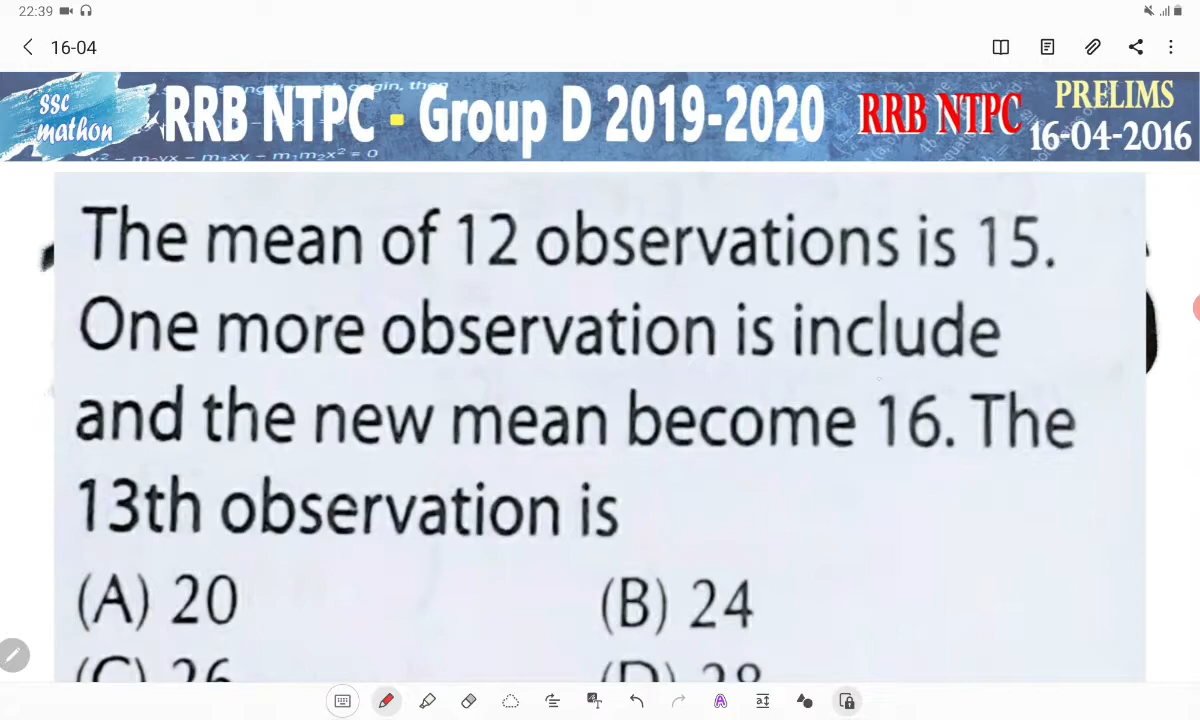 22:39
16-04
SSC
mathon
RRB NTPC - Group D 2019-2020
RRB NTPC
PRELIMS
16-04-2016
The mean of 12 observations is 15.
One more observation is include
and the new mean become 16. The
13th observation is
(A) 20
(B) 24
(C) 26
(D) 28